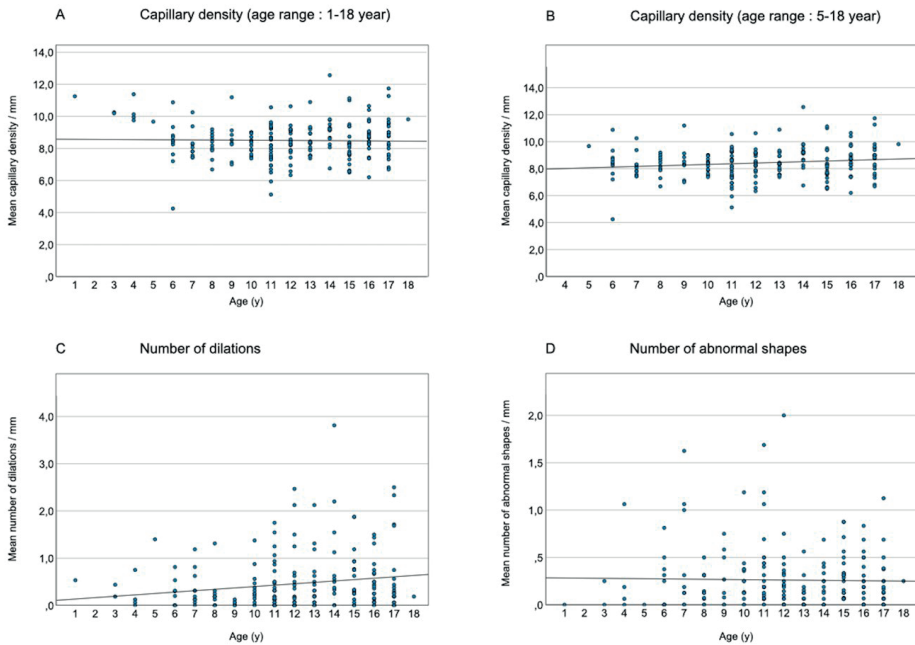 A Capillary density (age range : 1-18 year)
Mean capillary density / mm
14,0
12,0
10,0
8,0
6,0
4,0
2,0
,0
1 2 3 4 5 6 7 8 9 10 11 12 13 14 15 16 17 18
Age (y)
B Capillary density (age range : 5-18 year)
Mean capillary density / mm
14,0
12,0
10,0
8,0
6,0
4,0
2,0
,0
4 5 6 7 8 9 10 11 12 13 14 15 16 17 18
Age (y)
C Number of dilations
Mean number of dilations / mm
4,0
3,0
2,0
1,0
,0
1 2 3 4 5 6 7 8 9 10 11 12 13 14 15 16 17 18
Age (y)
D Number of abnormal shapes
Mean number of abnormal shapes / mm
2,0
1,5
1,0
,5
,0
1 2 3 4 5 6 7 8 9 10 11 12 13 14 15 16 17 18
Age (y)